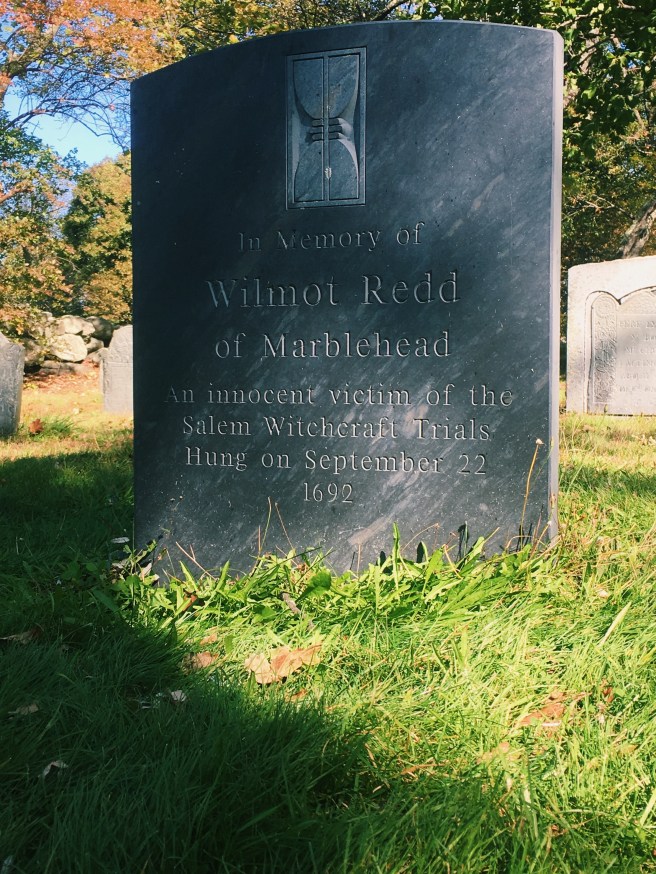 In Memory of
Wilmot Redd
of Marblehead
An innocent victim of the
Salem Witchcraft Trials
Hung on September 22
1692